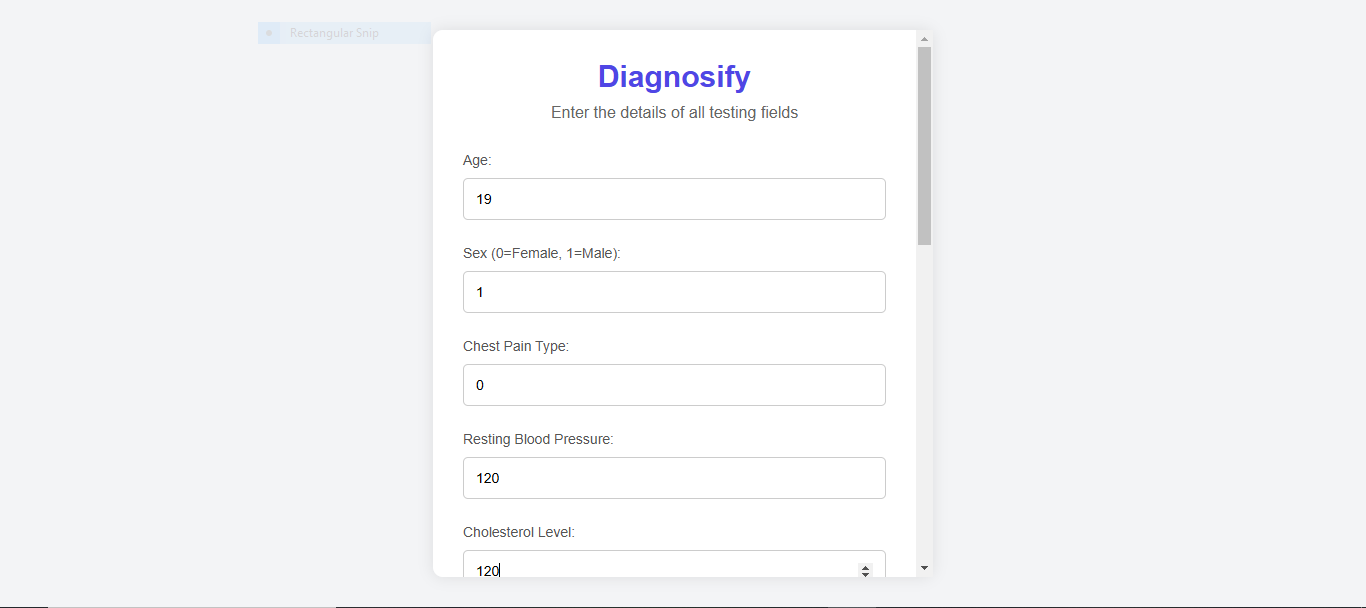 Rectangular Snip
Diagnosify
Enter the details of all testing fields
Age:
19
Sex (0=Female, 1=Male):
1
Chest Pain Type:
0
Resting Blood Pressure:
120
Cholesterol Level:
120